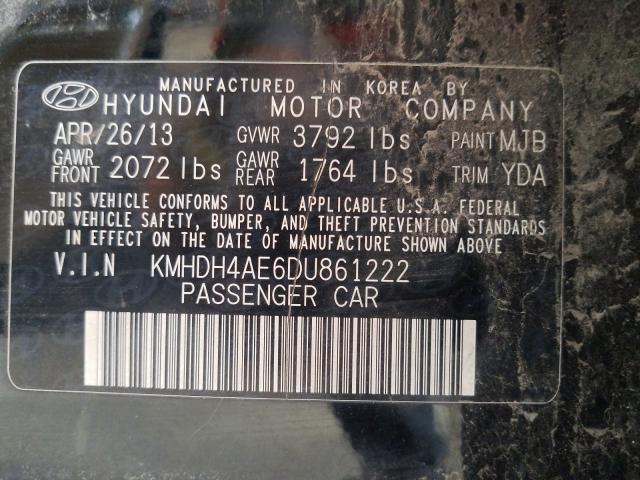 MANUFACTURED IN KOREA BY
HYUNDAI MOTOR COMPANY
APR/26/13 GVWR 3792 lbs PAINT MJB
GAWR FRONT 2072 lbs GAWR REAR 1764 lbs TRIM YDA
THIS VEHICLE CONFORMS TO ALL APPLICABLE U.S.A. FEDERAL
MOTOR VEHICLE SAFETY, BUMPER, AND THEFT PREVENTION STANDARDS
IN EFFECT ON THE DATE OF MANUFACTURE SHOWN ABOVE
V.I.N KMHDH4AE6DU861222
PASSENGER CAR